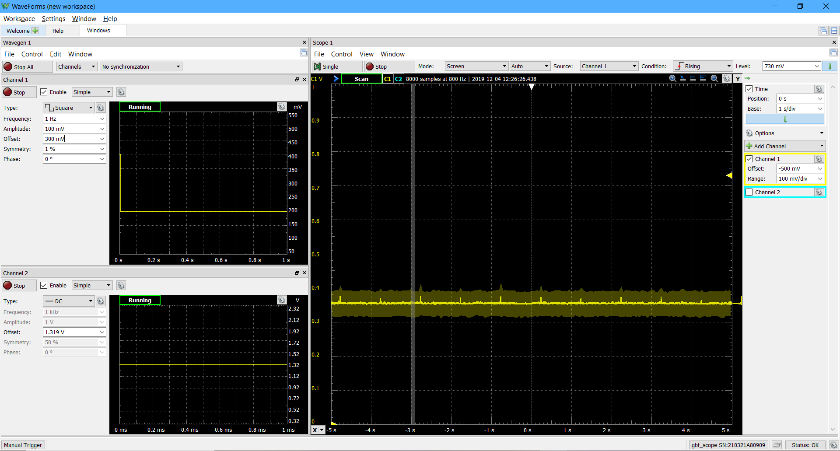 WaveForms (new workspace)
Workspace Settings Window Help
Welcome Help Windows
Wavegen 1
File Control Edit Window
Stop All Channels No synchronization
Channel 1
Stop Enable Simple
Type: Square
Frequency: 1 Hz
Amplitude: 100 mV
Offset: 300 mV
Symmetry: 1 %
Phase: 0 °
Running mV
550
500
450
400
350
300
250
200
150
100
50
0 s 0.2 s 0.4 s 0.6 s 0.8 s 1 s
Channel 2
Stop Enable Simple
Type: DC
Frequency: 1 kHz
Amplitude: 1 V
Offset: 1.319 V
Symmetry: 50 %
Phase: 0 °
Running V
2.32
2.12
1.92
1.72
1.52
1.32
1.12
0.92
0.72
0.52
0.32
0 ms 0.2 ms 0.4 ms 0.6 ms 0.8 ms 1 ms
Manual Trigger
Scope 1
File Control View Window
Single Stop Mode: Screen Auto Source: Channel 1 Condition: Rising Level: 730 mV
C1 V Scan C1 C2 8000 samples at 800 Hz | 2019-12-04 12:26:26.438 Y
1
0.9
0.8
0.7
0.6
0.5
0.4
0.3
0.2
0.1
0
X -5 s -4 s -3 s -2 s -1 s 0 s 1 s 2 s 3 s 4 s 5 s
Time
Position: 0 s
Base: 1 s/div
Options
Add Channel
Channel 1
Offset: -500 mV
Range: 100 mV/div
Channel 2
gbf_scope SN:210321A80909 Status: OK